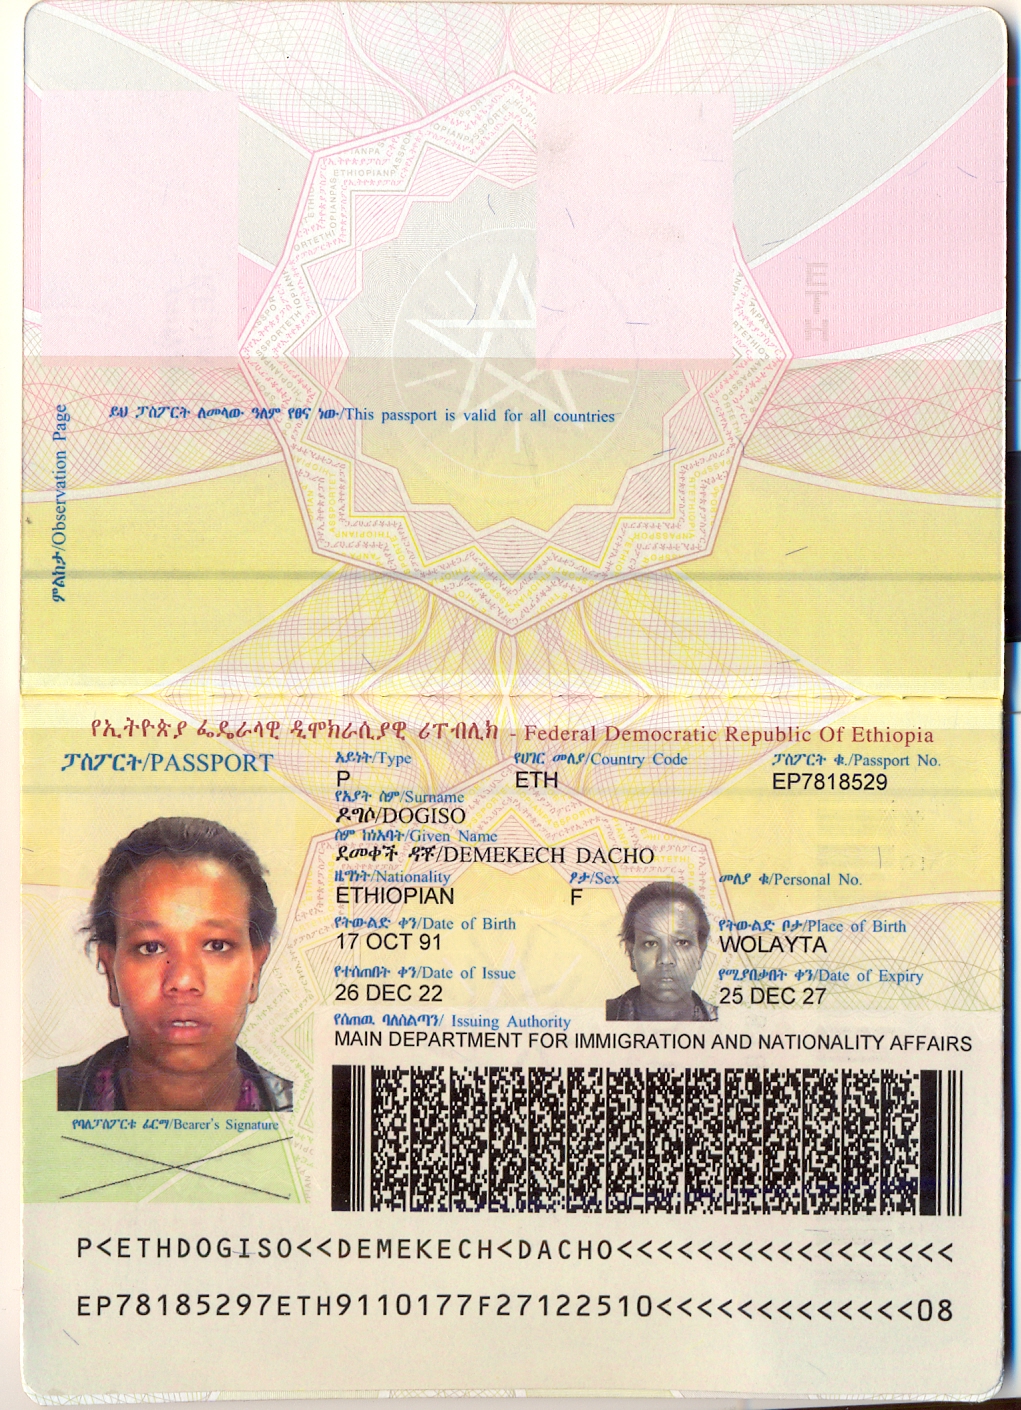 ይህ ፓስፖርት ለመላው ዓለም የፀና ነው/This passport is valid for all countries
ምልከታ/Observation Page
ETH
የኢትዮጵያ ፌዴራላዊ ዲሞክራሲያዊ ሪፐብሊክ - Federal Democratic Republic Of Ethiopia
ፓስፖርት/PASSPORT
አይነት/Type የሀገር መለያ/Country Code ፓስፖርት ቁ./Passport No.
P ETH EP7818529
የአያት ስም/Surname
ዶጊሶ/DOGISO
ስም ከነአባት/Given Name
ደመቀች ዳቾ/DEMEKECH DACHO
ዜግነት/Nationality ፆታ/Sex መለያ ቁ/Personal No.
ETHIOPIAN F
የትውልድ ቀን/Date of Birth የትውልድ ቦታ/Place of Birth
17 OCT 91 WOLAYTA
የተሰጠበት ቀን/Date of Issue የሚያበቃበት ቀን/Date of Expiry
26 DEC 22 25 DEC 27
የሰጠዉ ባለስልጣን/ Issuing Authority
MAIN DEPARTMENT FOR IMMIGRATION AND NATIONALITY AFFAIRS
የባለፓስፖርቱ ፊርማ/Bearer's Signature
P<ETHDOGISO<<DEMEKECH<DACHO<<<<<<<<<<<<<<<<<
EP78185297ETH9110177F27122510<<<<<<<<<<<<<08